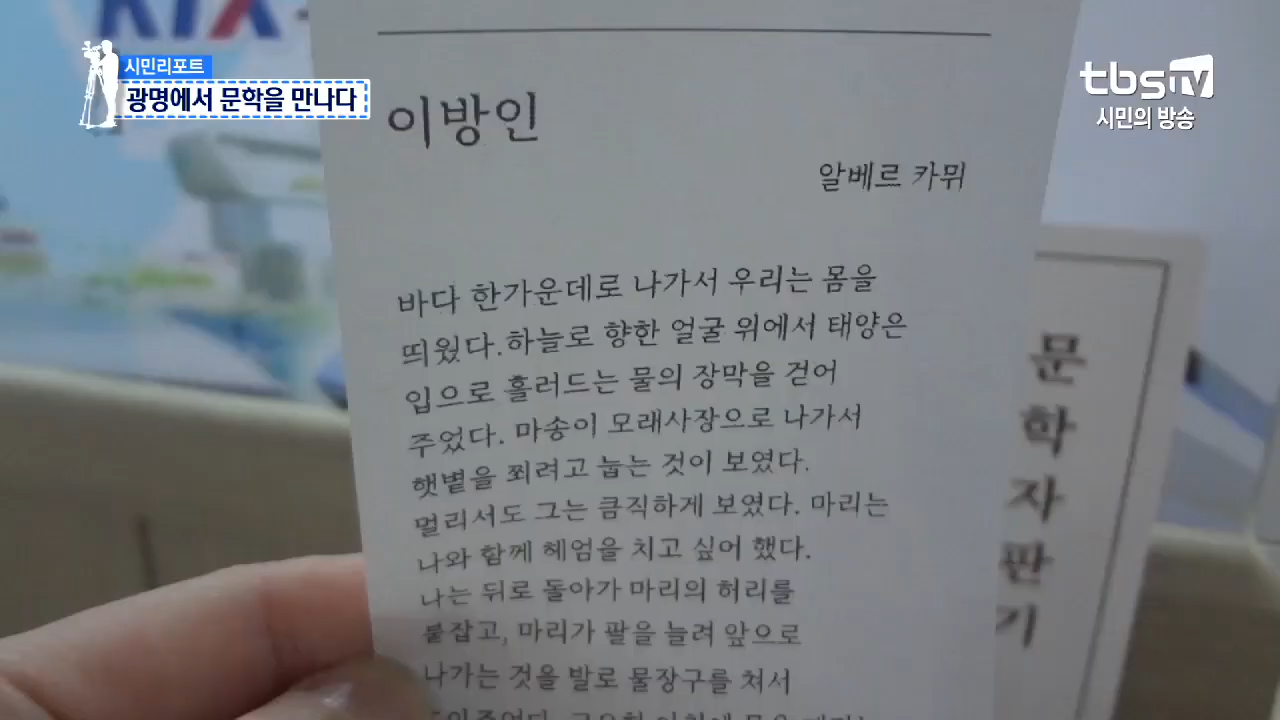 KTX
시민리포트
광명에서 문학을 만나다
tbsTV
시민의 방송
이방인
알베르 카뮈
바다 한가운데로 나가서 우리는 몸을
띄웠다.하늘로 향한 얼굴 위에서 태양은
입으로 흘러드는 물의 장막을 걷어
주었다. 마송이 모래사장으로 나가서
햇볕을 쬐려고 눕는 것이 보였다.
멀리서도 그는 큼직하게 보였다. 마리는
나와 함께 헤엄을 치고 싶어 했다.
나는 뒤로 돌아가 마리의 허리를
붙잡고, 마리가 팔을 늘려 앞으로
나가는 것을 발로 물장구를 쳐서
문학자판기